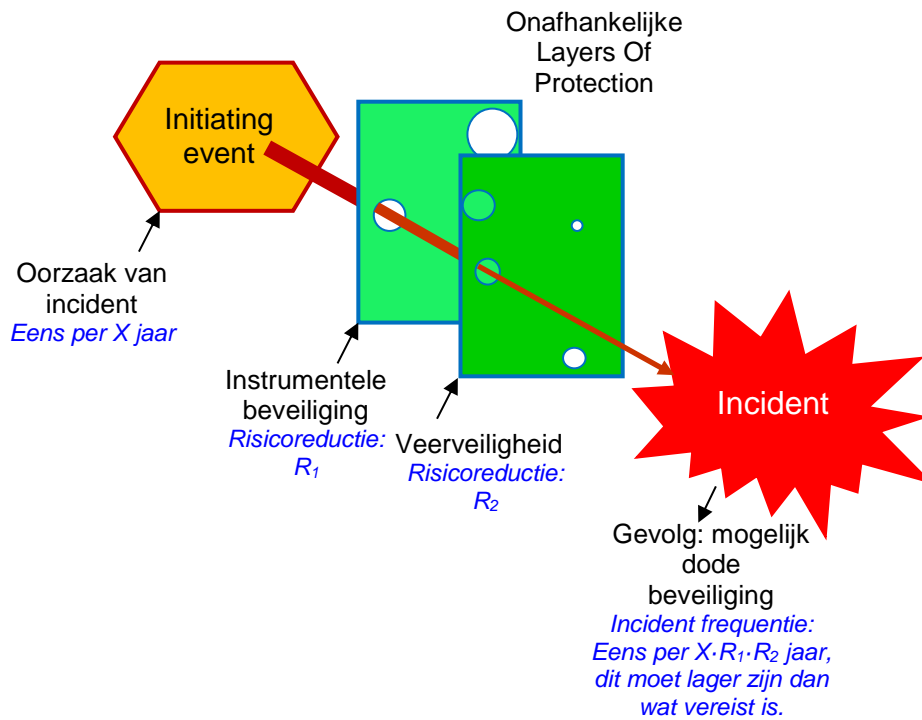 Onafhankelijke
Layers Of
Protection
Initiating
event
Oorzaak van
incident
Eens per X jaar
Instrumentele
beveiliging
Risicoreductie:
R₁
Veerveiligheid
Risicoreductie:
R₂
Incident
Gevolg: mogelijk
dode
beveiliging
Incident frequentie:
Eens per X·R₁·R₂ jaar,
dit moet lager zijn dan
wat vereist is.